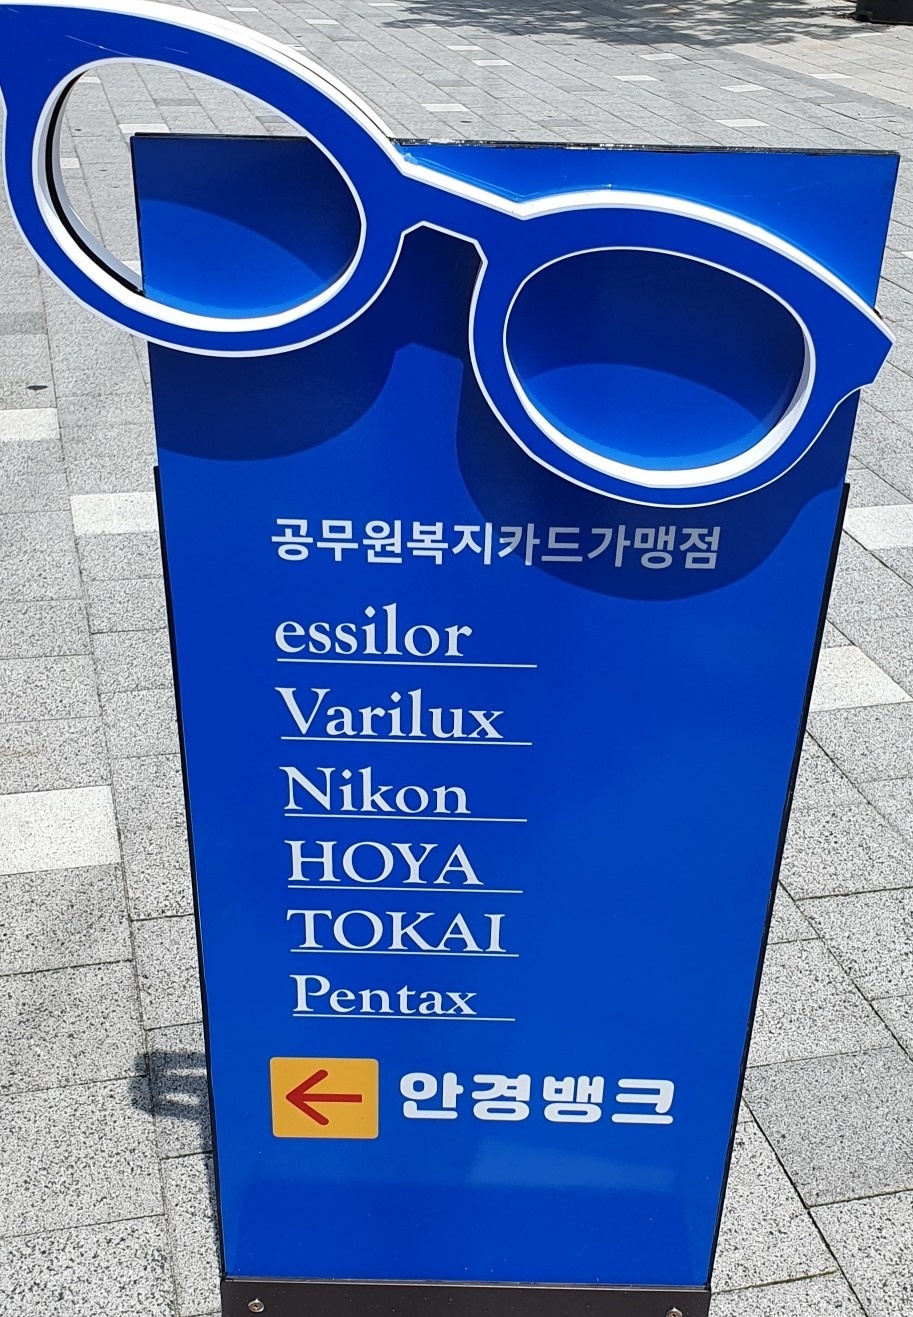 공무원복지카드가맹점
essilor
Varilux
Nikon
HOYA
TOKAI
Pentax
안경뱅크